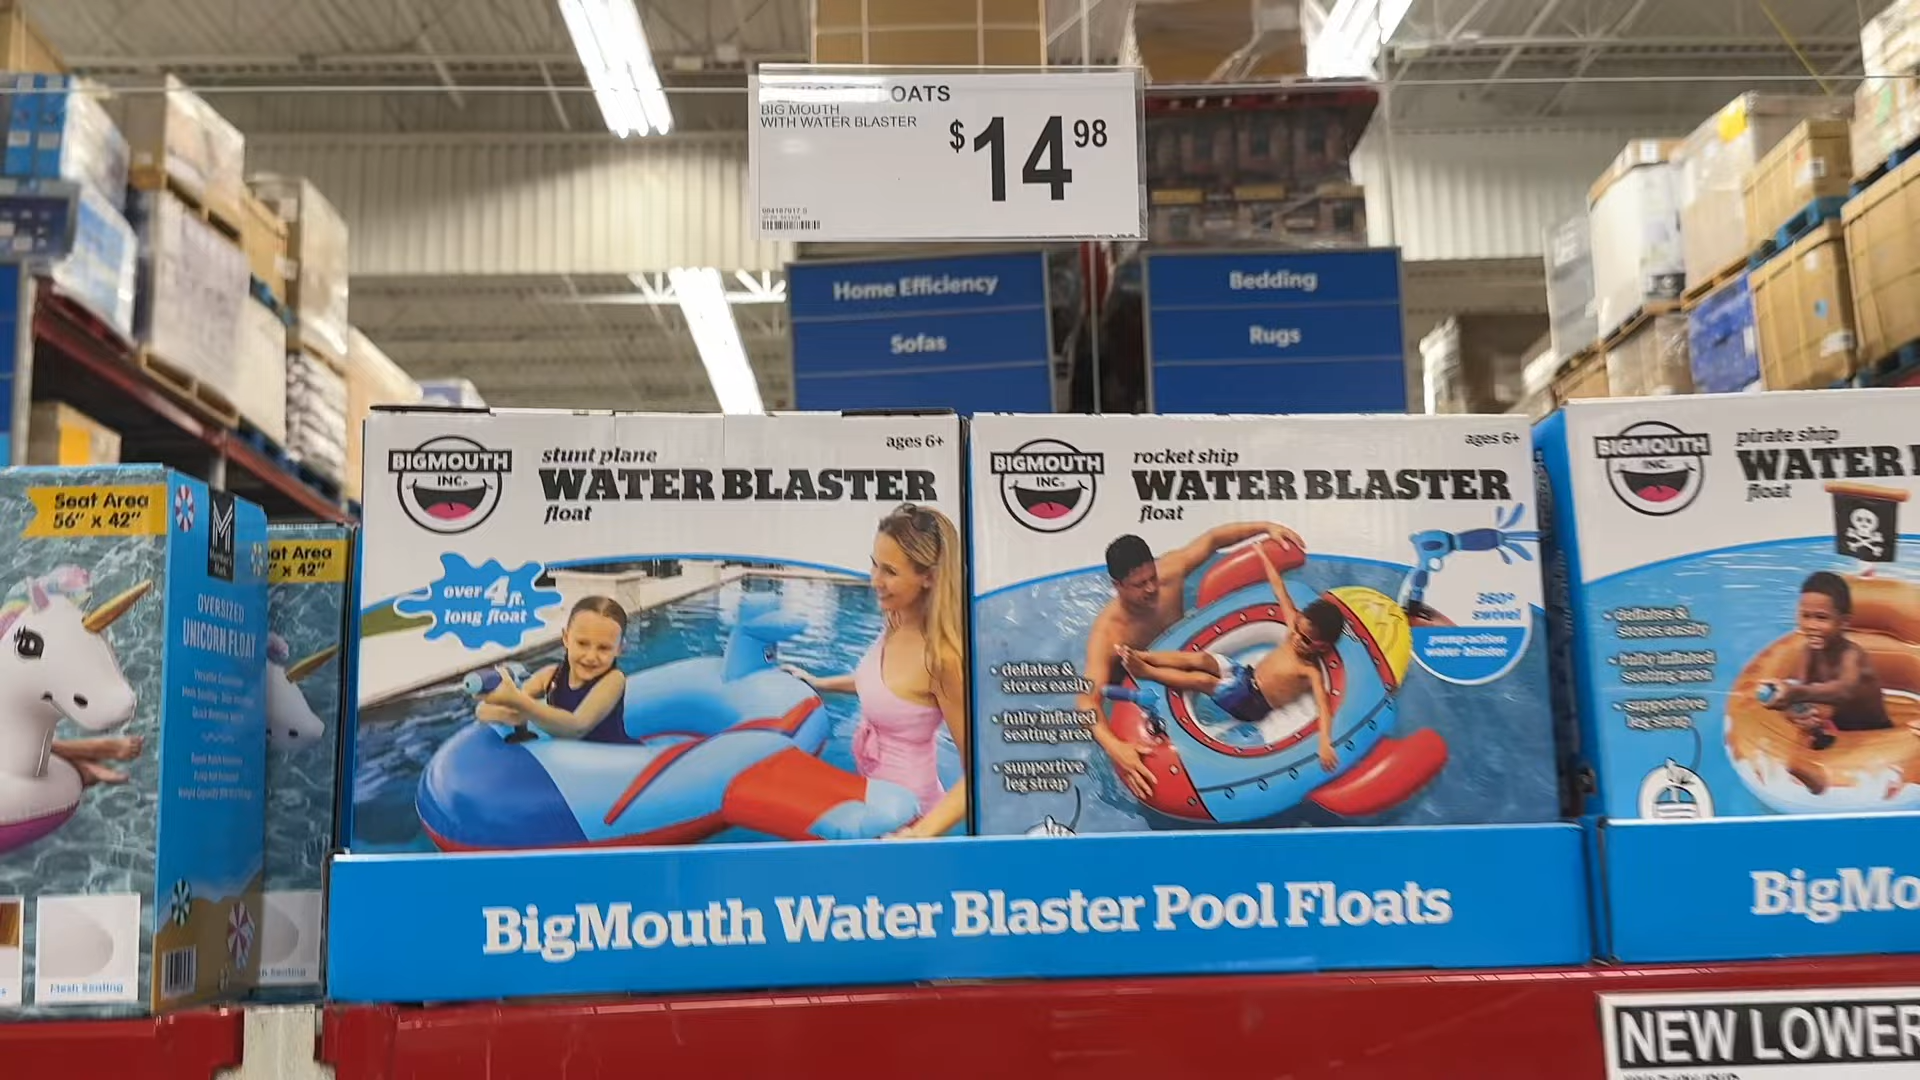 BIG MOUTH
WITH WATER BLASTER
$14 98
Home Efficiency
Sofas
Bedding
Rugs
Seat Area
56" x 42"
OVERSIZED
UNICORN FLOAT
Mesh Seating
Area
x 42"
BIGMOUTH
INC.
stunt plane
WATER BLASTER
float
ages 6+
over 4 ft.
long float
BIGMOUTH
INC.
rocket ship
WATER BLASTER
float
ages 6+
360°
swivel
pump-action
water blaster
• deflates &
stores easily
• fully inflated
seating area
• supportive
leg strap
BIGMOUTH
INC.
pirate ship
WATER
float
• deflates &
stores easily
• fully inflated
seating area
• supportive
leg strap
BigMouth Water Blaster Pool Floats
BigMo
NEW LOWER